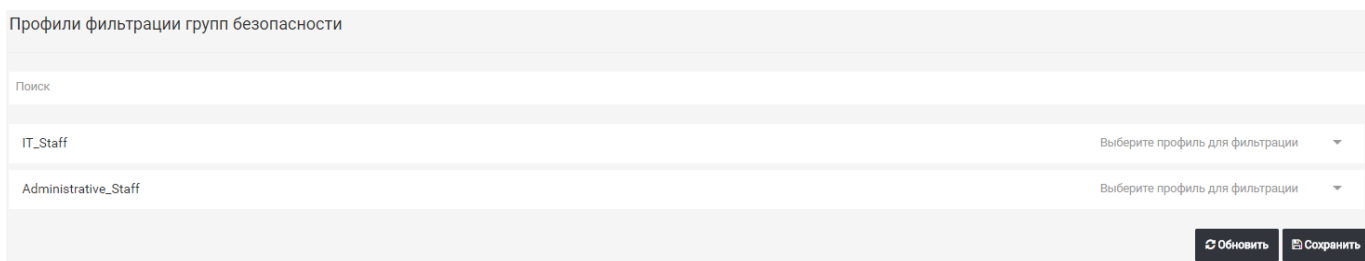 Профили фильтрации групп безопасности
Поиск
IT_Staff Выберите профиль для фильтрации
Administrative_Staff Выберите профиль для фильтрации
Обновить Сохранить